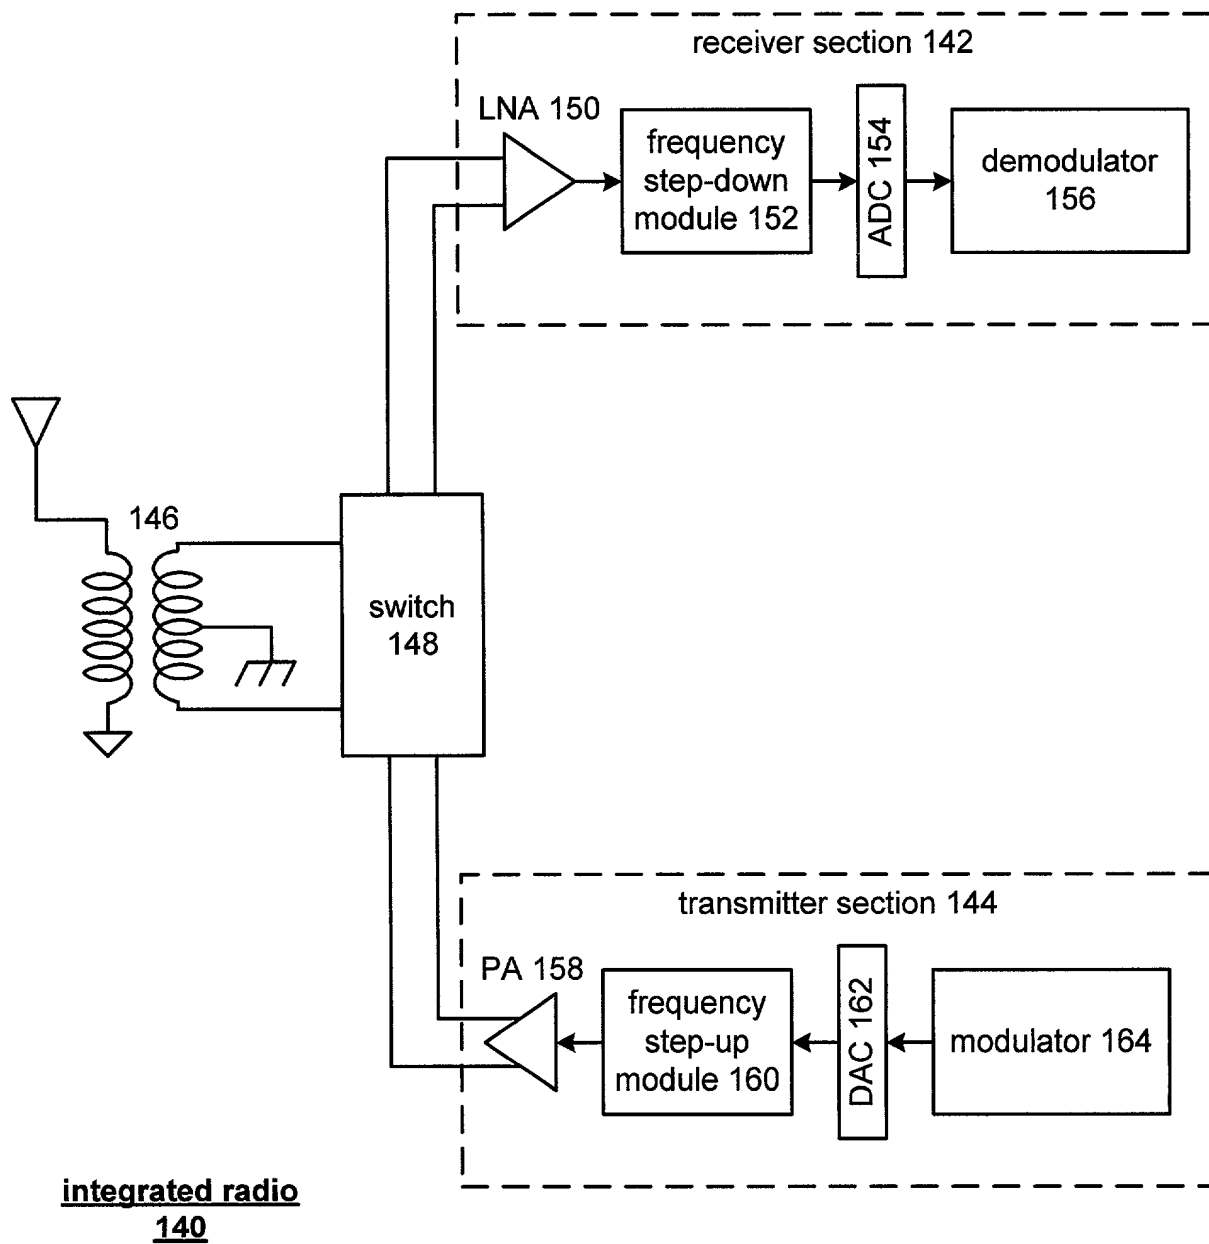 receiver section 142
LNA 150
frequency
step-down
module 152
ADC 154
demodulator
156
146
switch
148
transmitter section 144
PA 158
frequency
step-up
module 160
DAC 162
modulator 164
integrated radio
140